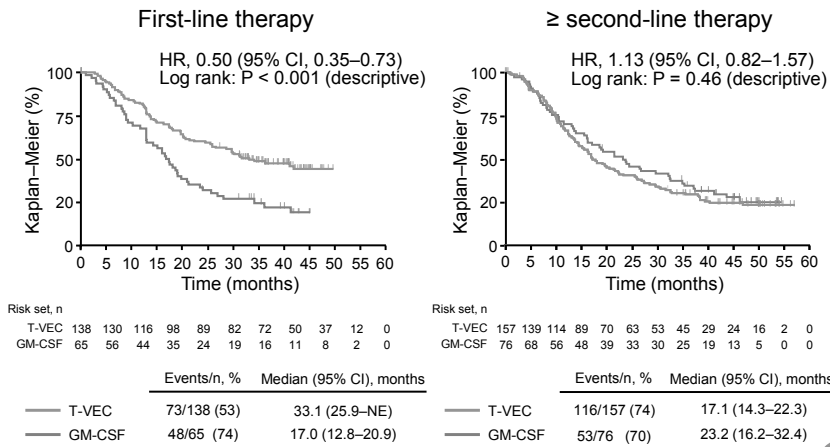 First-line therapy
HR, 0.50 (95% CI, 0.35–0.73)
Log rank: P < 0.001 (descriptive)
Kaplan–Meier (%)
100
75
50
20
0
0 5 10 15 20 25 30 35 40 45 50 55 60
Time (months)
Risk set, n
T-VEC 138 130 116 98 89 82 72 50 37 12 0
GM-CSF 65 56 44 35 24 19 16 11 8 2 0
Events/n, % Median (95% CI), months
T-VEC 73/138 (53) 33.1 (25.9–NE)
GM-CSF 48/65 (74) 17.0 (12.8–20.9)
≥ second-line therapy
HR, 1.13 (95% CI, 0.82–1.57)
Log rank: P = 0.46 (descriptive)
Kaplan–Meier (%)
100
75
50
20
0
0 5 10 15 20 25 30 35 40 45 50 55 60
Time (months)
Risk set, n
T-VEC 157 139 114 89 70 63 53 45 29 24 16 2 0
GM-CSF 76 68 56 48 39 33 30 25 19 13 5 0 0
Events/n, % Median (95% CI), months
T-VEC 116/157 (74) 17.1 (14.3–22.3)
GM-CSF 53/76 (70) 23.2 (16.2–32.4)